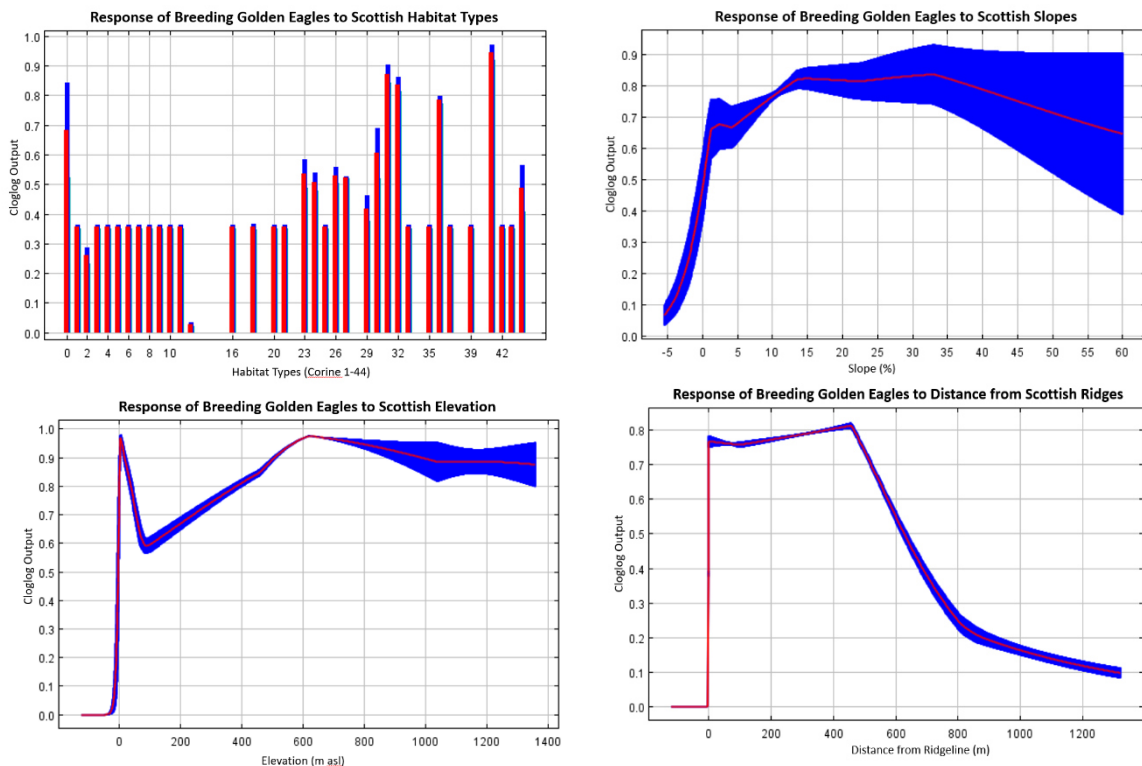 Response of Breeding Golden Eagles to Scottish Habitat Types
Cloglog Output
1.0
0.9
0.8
0.7
0.6
0.5
0.4
0.3
0.2
0.1
0.0
0 2 4 6 8 10 16 20 23 26 29 32 36 39 42
Habitat Types (Corine 1-44)
Response of Breeding Golden Eagles to Scottish Slopes
Cloglog Output
0.9
0.8
0.7
0.6
0.5
0.4
0.3
0.2
0.1
0.0
-5 0 5 10 15 20 25 30 35 40 45 50 55 60
Slope (%)
Response of Breeding Golden Eagles to Scottish Elevation
Cloglog Output
1.0
0.9
0.8
0.7
0.6
0.5
0.4
0.3
0.2
0.1
0.0
0 200 400 600 800 1000 1200 1400
Elevation (m asl)
Response of Breeding Golden Eagles to Distance from Scottish Ridges
Cloglog Output
0.8
0.7
0.6
0.5
0.4
0.3
0.2
0.1
0.0
0 200 400 600 800 1000 1200
Distance from Ridgeline (m)